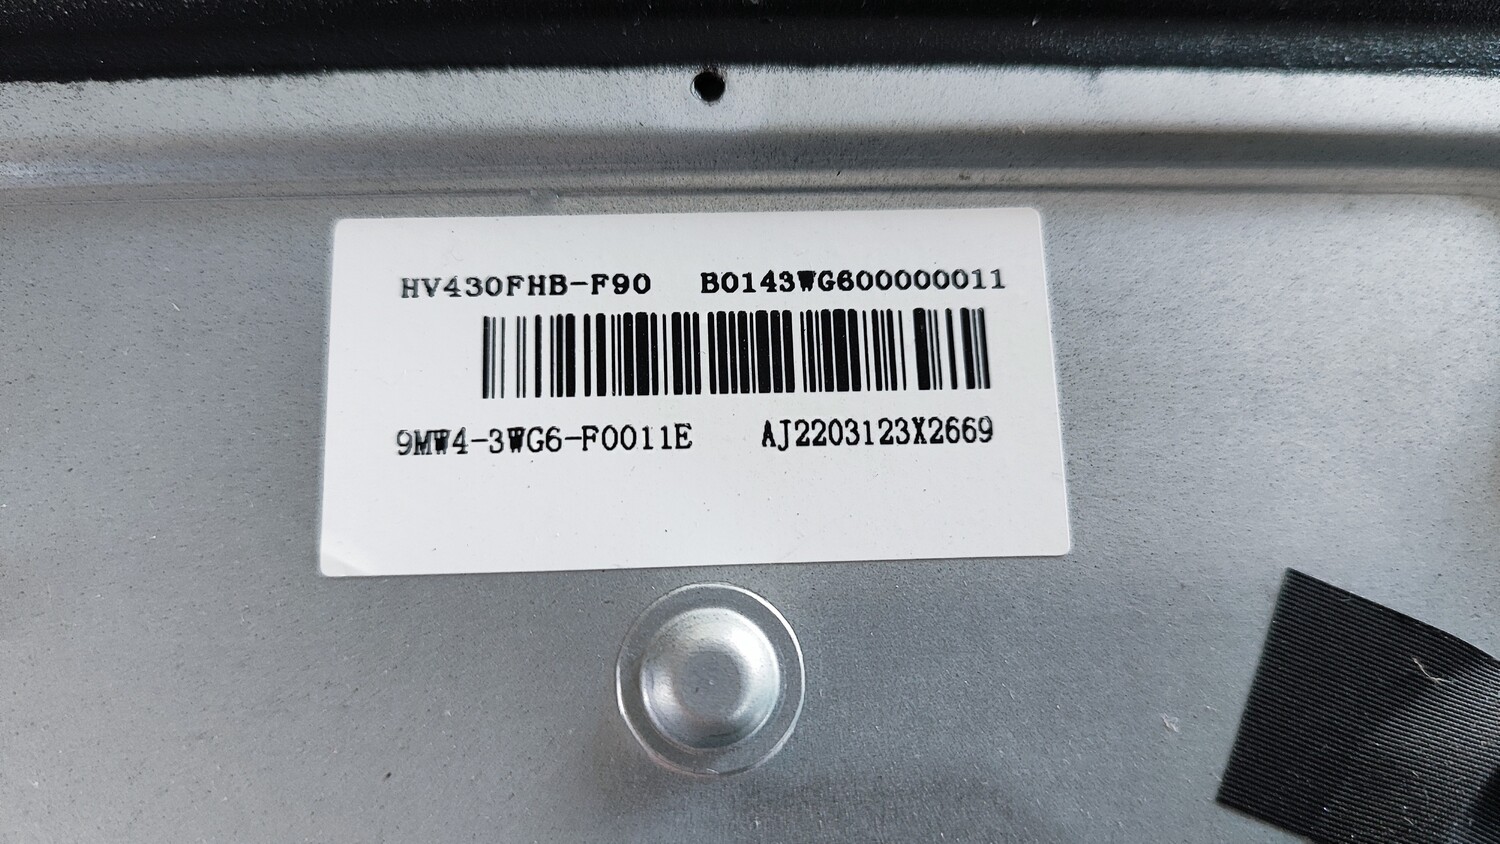 HV430FHB-F90 B0143WG600000011
9MW4-3WG6-F0011E AJ2203123X2669